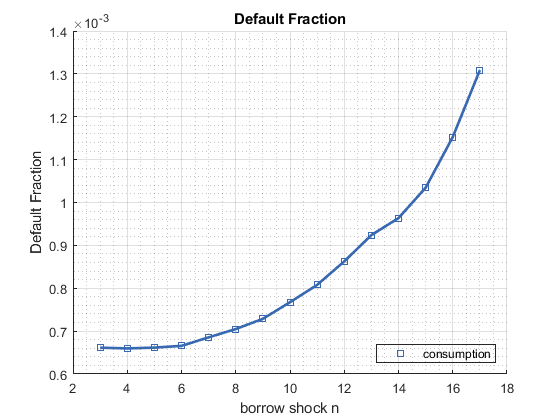 Default Fraction
×10⁻³
1.4
1.3
1.2
1.1
1
0.9
0.8
0.7
0.6
Default Fraction
2 4 6 8 10 12 14 16 18
borrow shock n
consumption